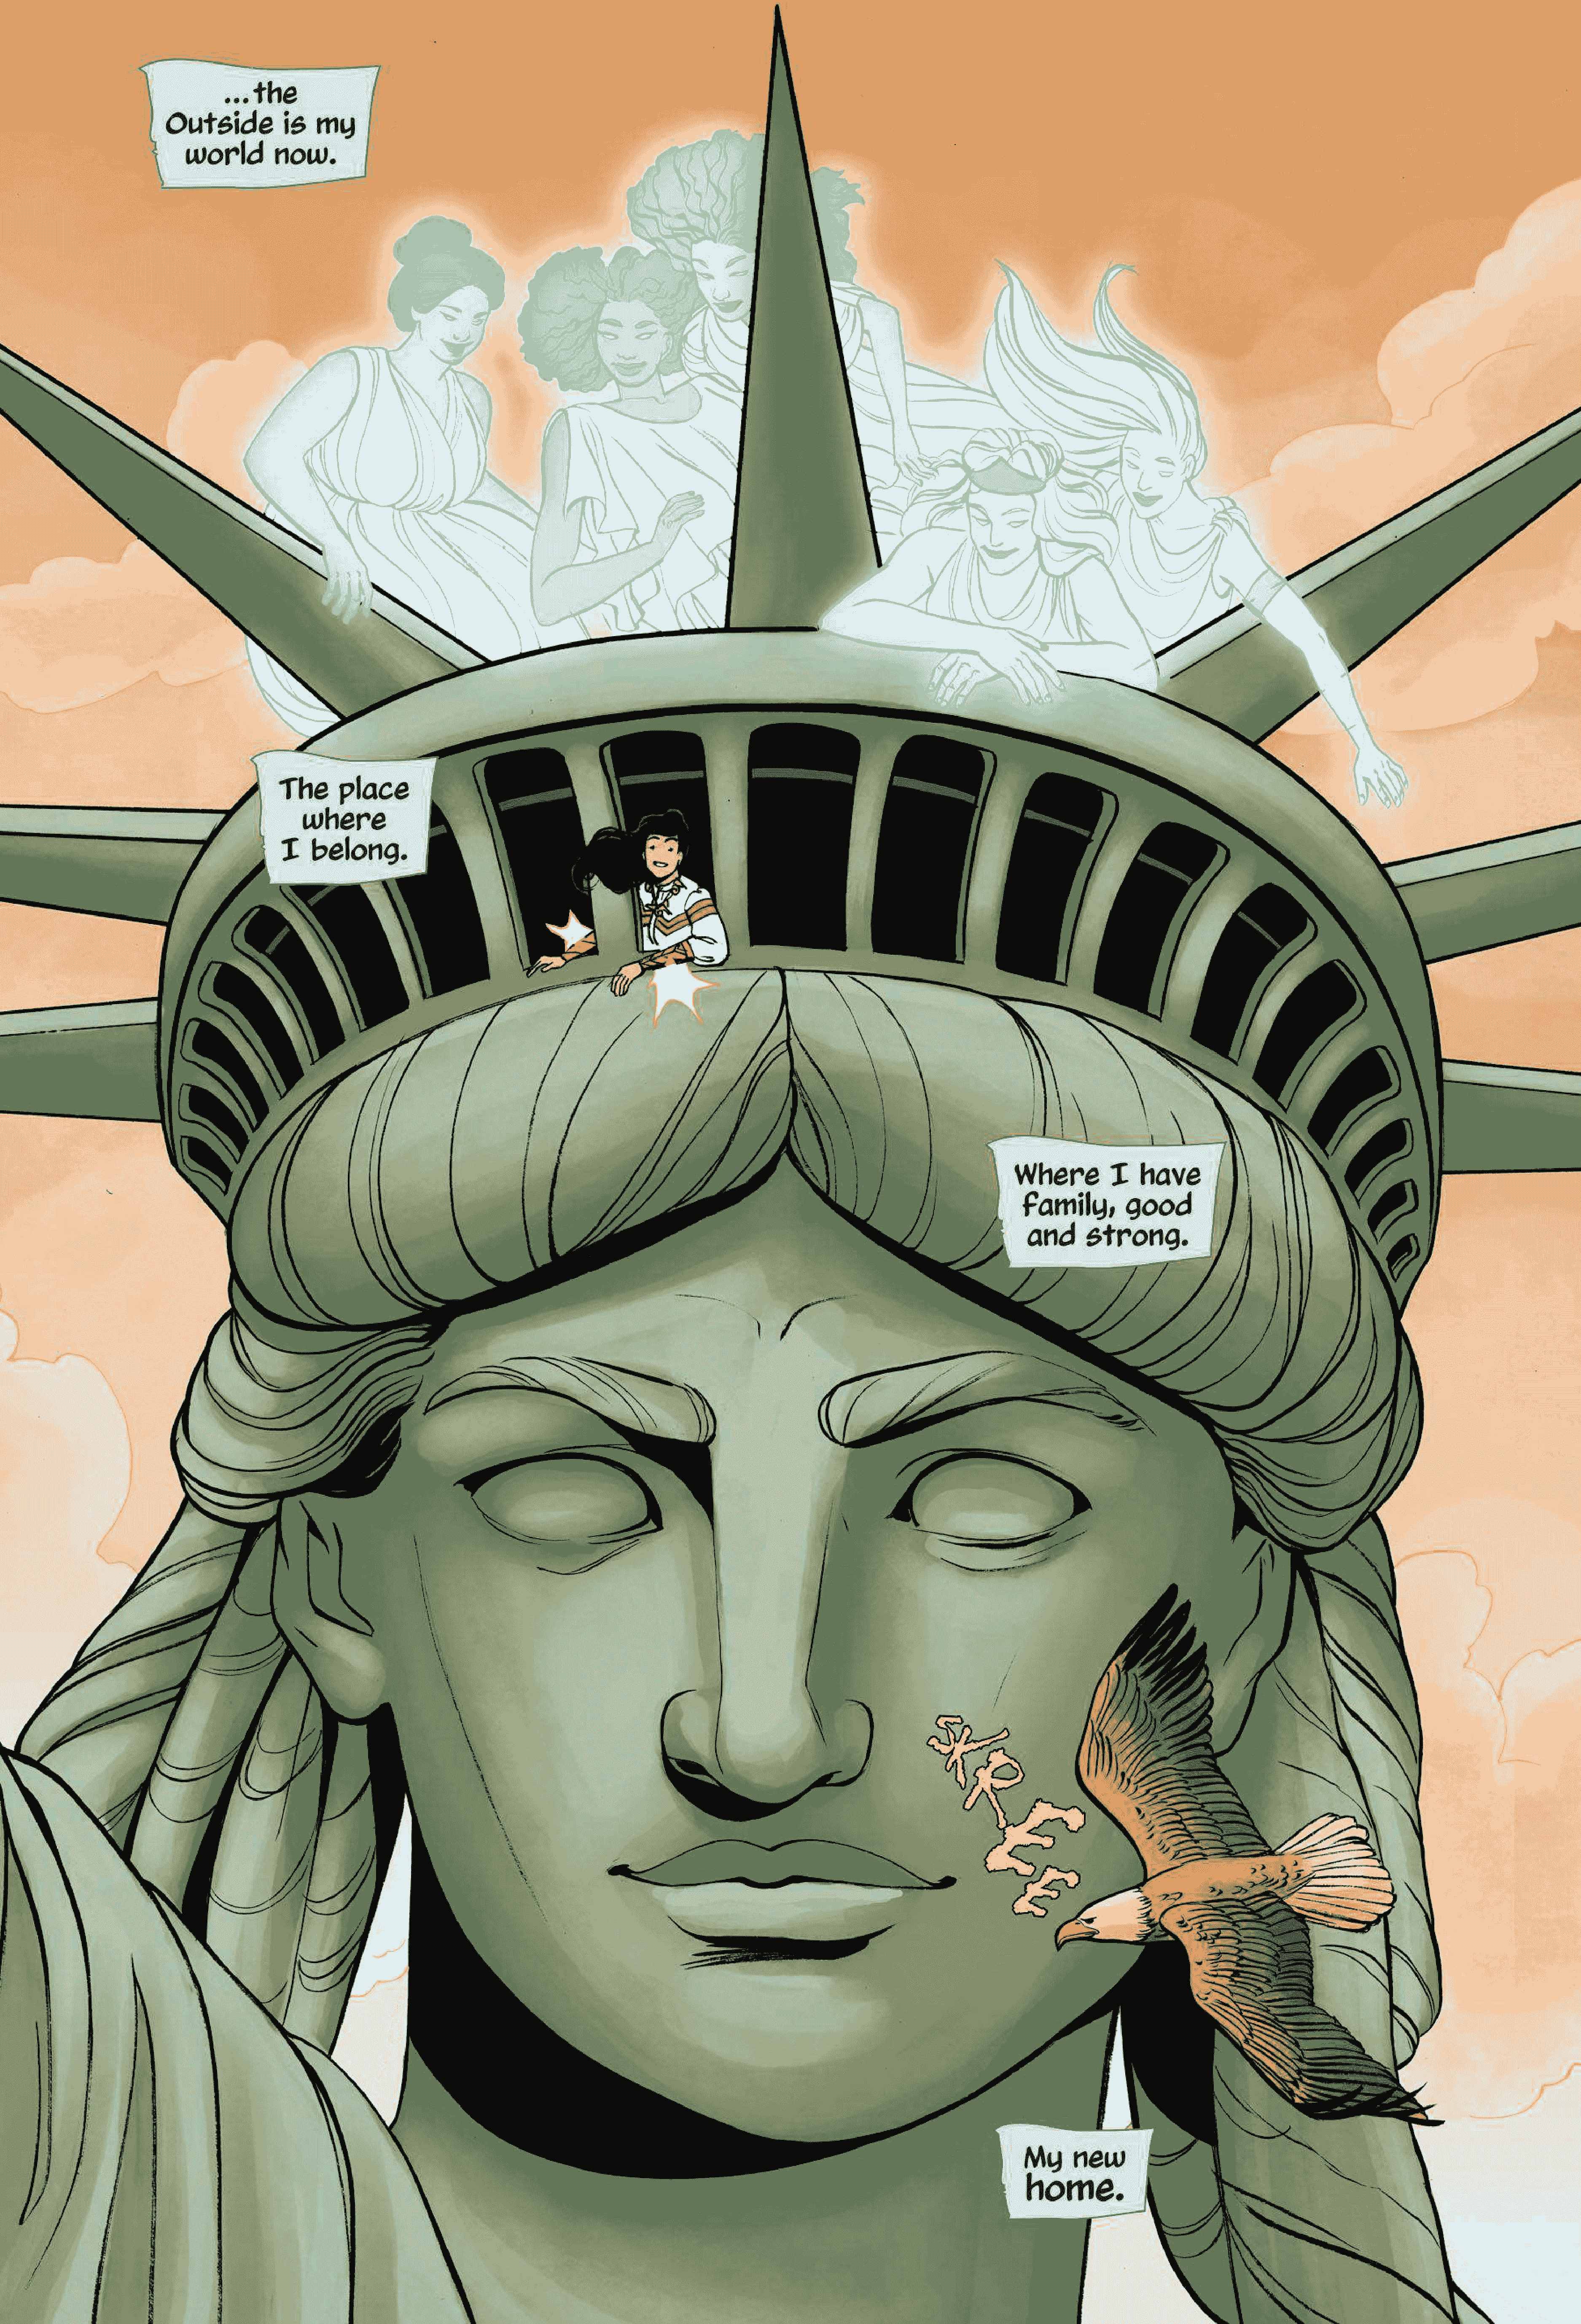 ...the
Outside is my
world now.
The place
where
I belong.
Where I have
family, good
and strong.
SKREEE
My new
home.